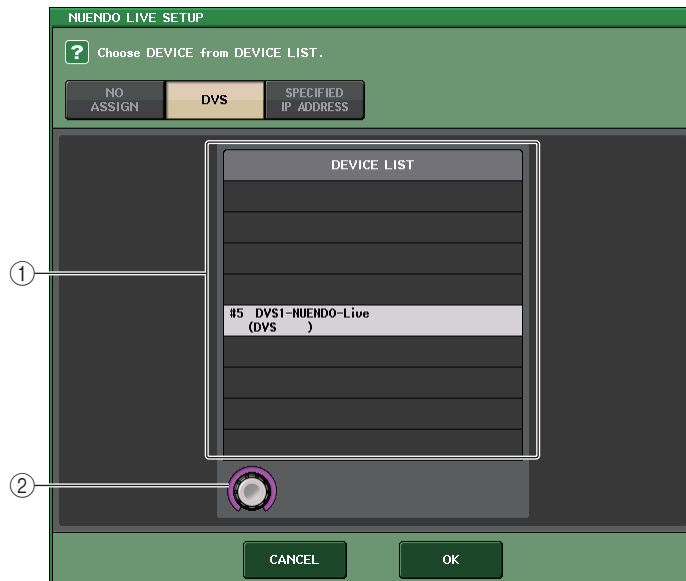 NUENDO LIVE SETUP
? Choose DEVICE from DEVICE LIST.
NO
ASSIGN
DVS
SPECIFIED
IP ADDRESS
DEVICE LIST
1
#5 DVS1-NUENDO-Live
(DVS )
2
CANCEL
OK